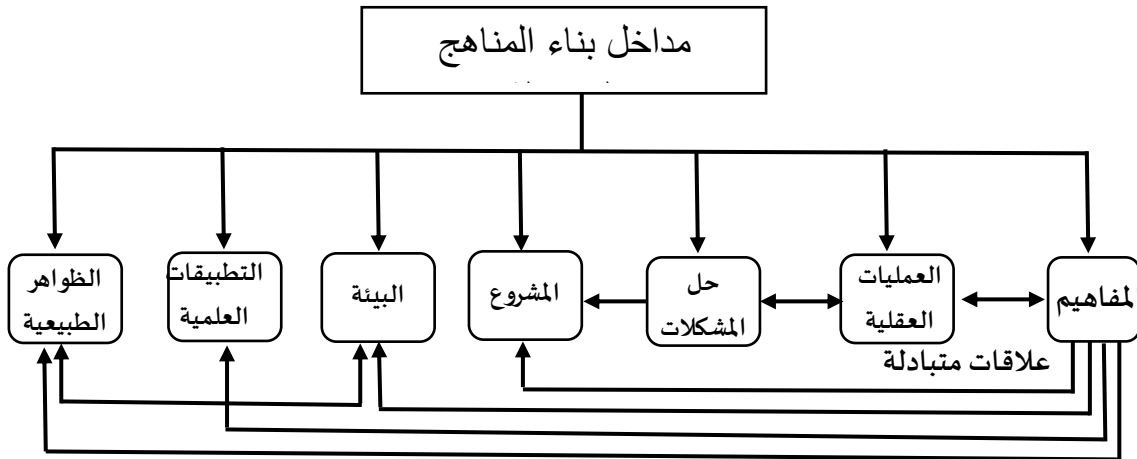 مداخل بناء المناهج
المفاهيم
العمليات
العقلية
حل
المشكلات
المشروع
البيئة
التطبيقات
العلمية
الظواهر
الطبيعية
علاقات متبادلة